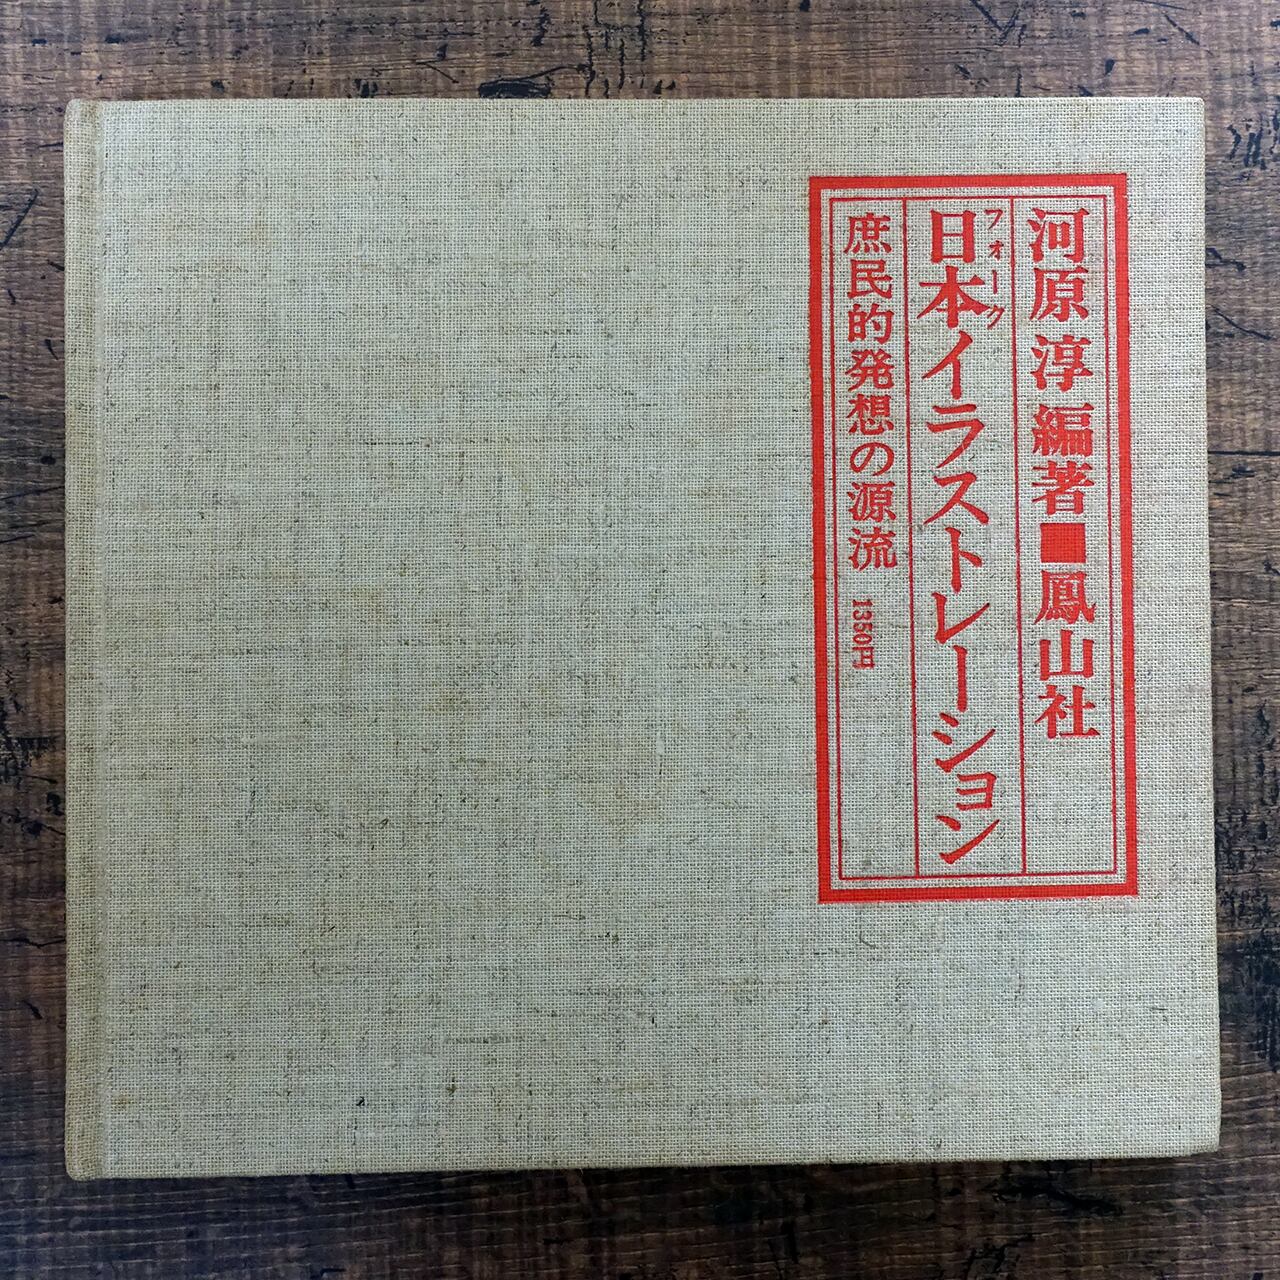 河原淳編著■鳳山社
フォーク
日本イラストレーション
庶民的発想の源流 1350円